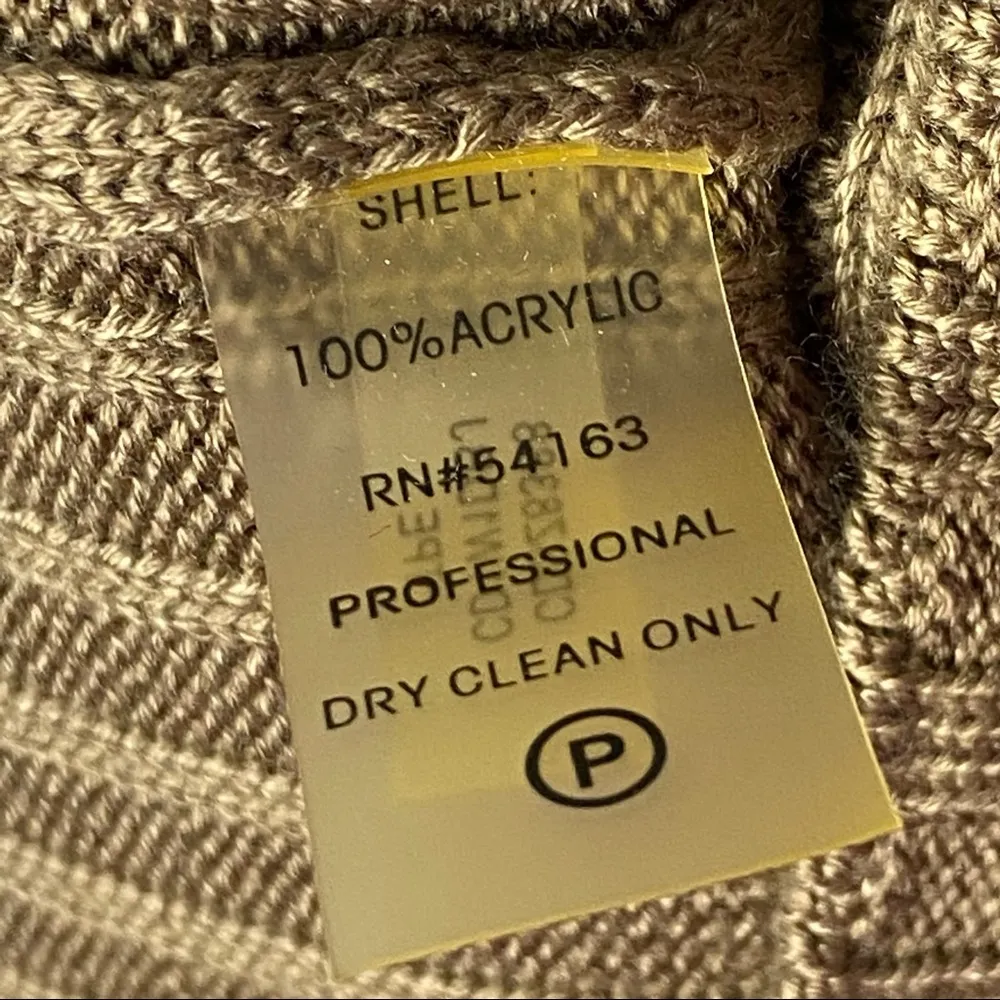 SHELL:
100%ACRYLIC
RN#54163
PROFESSIONAL
DRY CLEAN ONLY
P